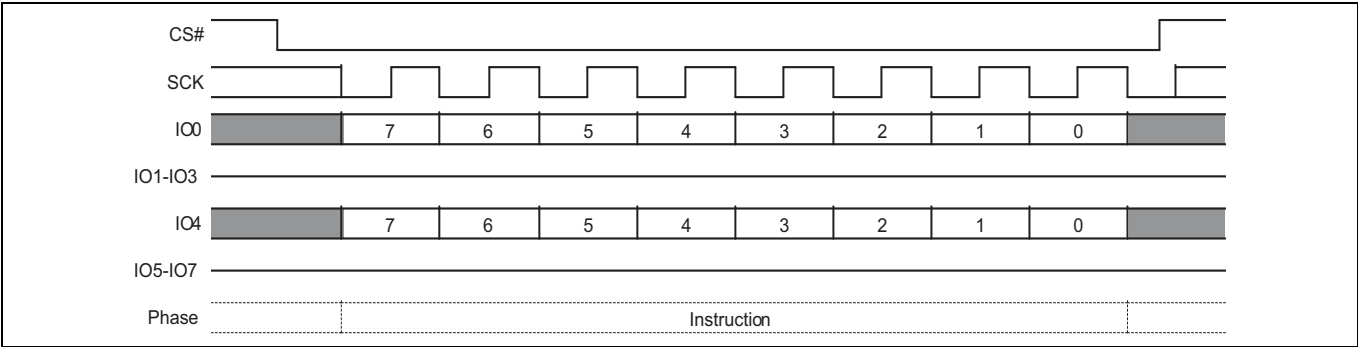 CS#
SCK
IO0 7 6 5 4 3 2 1 0
IO1-IO3
IO4 7 6 5 4 3 2 1 0
IO5-IO7
Phase Instruction